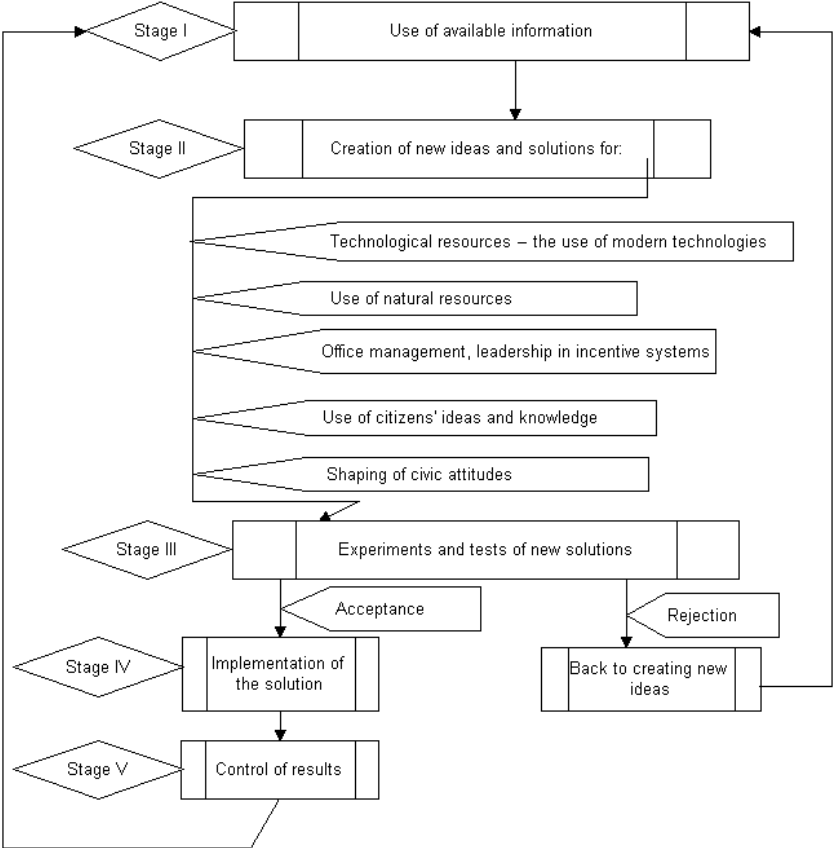 Stage I
Use of available information
Stage II
Creation of new ideas and solutions for:
Technological resources – the use of modern technologies
Use of natural resources
Office management, leadership in incentive systems
Use of citizens' ideas and knowledge
Shaping of civic attitudes
Stage III
Experiments and tests of new solutions
Acceptance
Rejection
Stage IV
Implementation of
the solution
Back to creating new
ideas
Stage V
Control of results